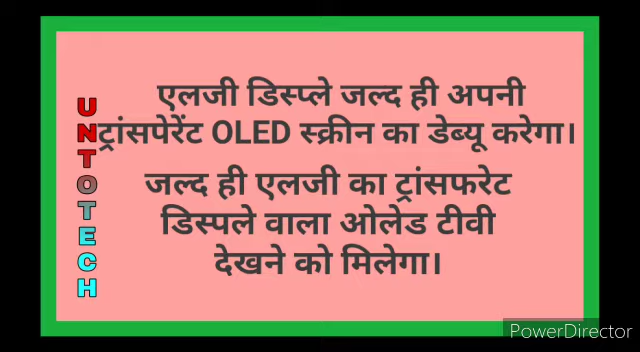 एलजी डिस्प्ले जल्द ही अपनी
ट्रांसपेरेंट OLED स्क्रीन का डेब्यू करेगा।
जल्द ही एलजी का ट्रांसफरेट
डिस्पले वाला ओलेड टीवी
देखने को मिलेगा।
UNTOTECH
PowerDirector